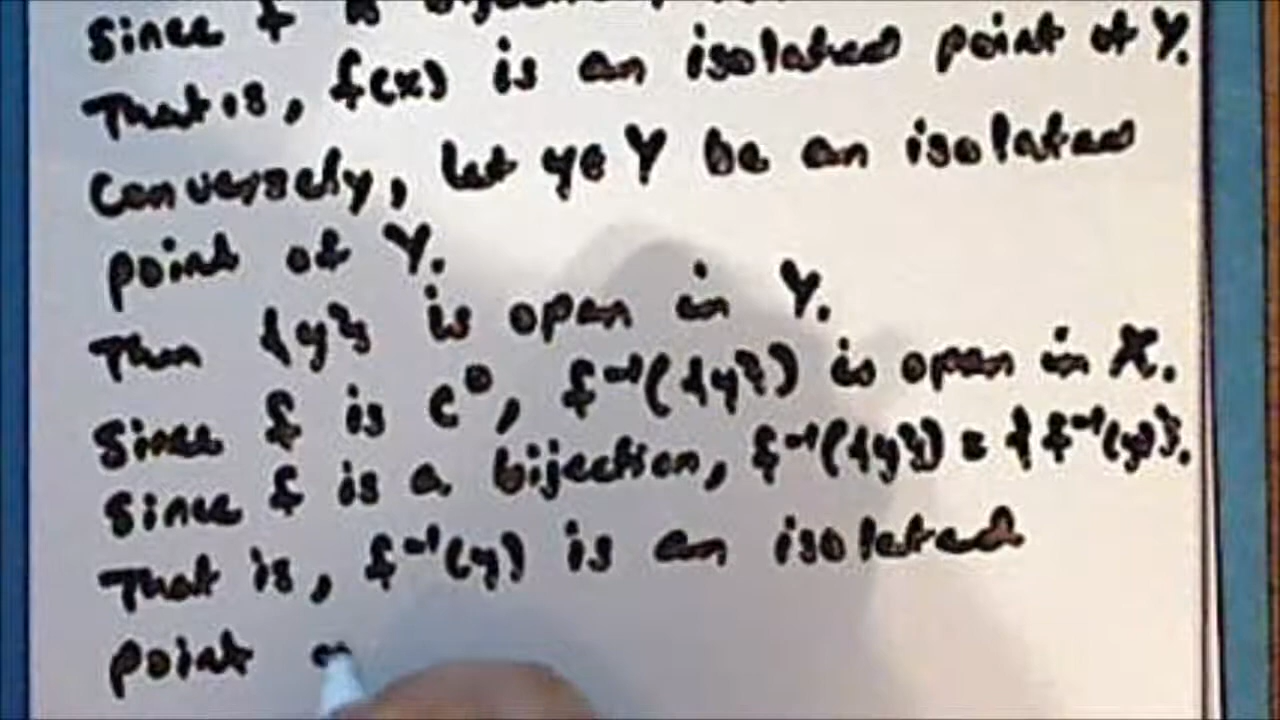 Since f is
That is, f(x) is an isolated point of Y.
Conversely, let y∈Y be an isolated
point of Y.
Then {y} is open in Y.
Since f is C⁰, f⁻¹({y}) is open in X.
Since f is a bijection, f⁻¹({y}) = {f⁻¹(y)}.
That is, f⁻¹(y) is an isolated
point